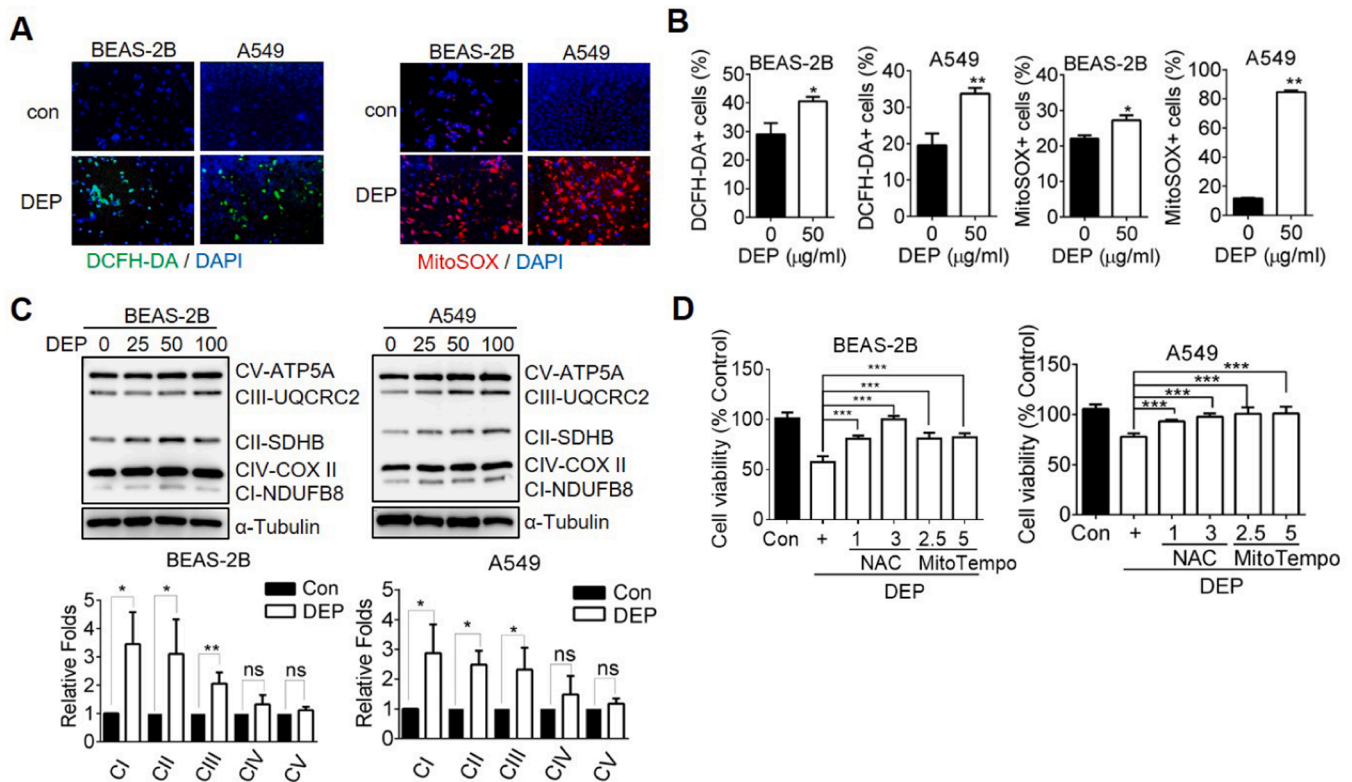 A
BEAS-2B A549
con
DEP
DCFH-DA / DAPI
BEAS-2B A549
con
DEP
MitoSOX / DAPI
B
BEAS-2B
DCFH-DA+ cells (%)
50
40
30
20
10
0
*
0 50
DEP (μg/ml)
A549
DCFH-DA+ cells (%)
40
30
20
10
0
**
0 50
DEP (μg/ml)
BEAS-2B
MitoSOX+ cells (%)
40
30
20
10
0
*
0 50
DEP (μg/ml)
A549
MitoSOX+ cells (%)
100
80
60
40
20
0
**
0 50
DEP (μg/ml)
C
BEAS-2B
DEP 0 25 50 100
CV-ATP5A
CIII-UQCRC2
CII-SDHB
CIV-COX II
CI-NDUFB8
α-Tubulin
A549
0 25 50 100
CV-ATP5A
CIII-UQCRC2
CII-SDHB
CIV-COX II
CI-NDUFB8
α-Tubulin
BEAS-2B
Con
DEP
Relative Folds
5
4
3
2
1
0
* * ** ns ns
CI CII CIII CIV CV
A549
Con
DEP
Relative Folds
5
4
3
2
1
0
* * * ns ns
CI CII CIII CIV CV
D
BEAS-2B
Cell viability (% Control)
150
100
50
0
***
***
***
***
Con + 1 3 2.5 5
NAC MitoTempo
DEP
A549
Cell viability (% Control)
150
100
50
0
***
***
***
***
Con + 1 3 2.5 5
NAC MitoTempo
DEP